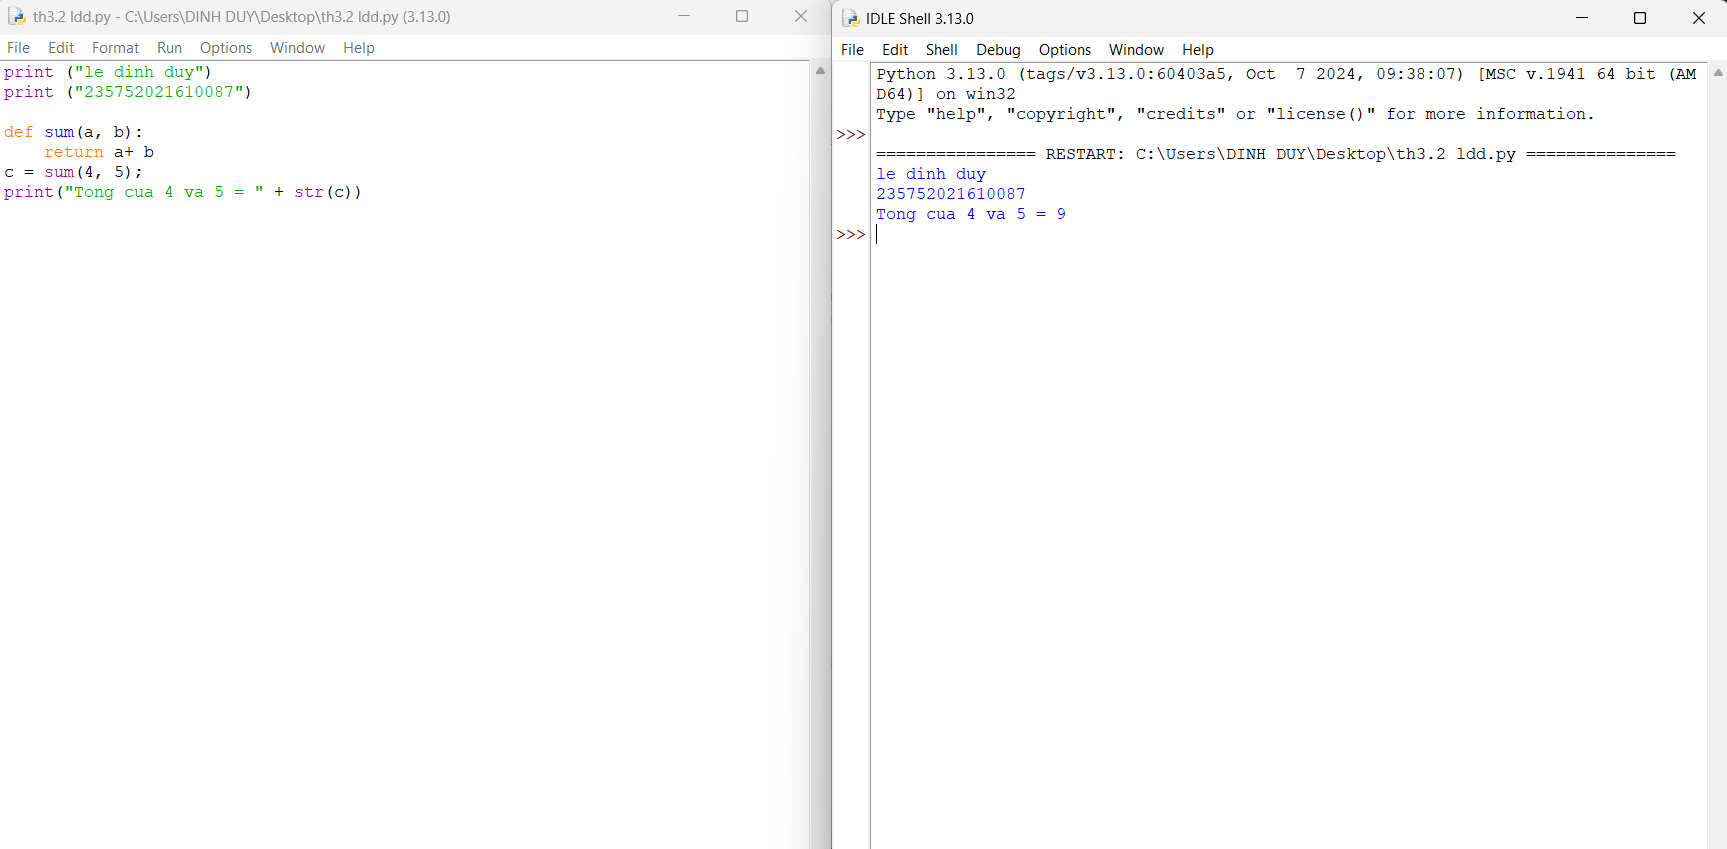 th3.2 ldd.py - C:\Users\DINH DUY\Desktop\th3.2 ldd.py (3.13.0)
File Edit Format Run Options Window Help
print ("le dinh duy")
print ("235752021610087")
def sum(a, b):
    return a+ b
c = sum(4, 5);
print("Tong cua 4 va 5 = " + str(c))
IDLE Shell 3.13.0
File Edit Shell Debug Options Window Help
Python 3.13.0 (tags/v3.13.0:60403a5, Oct  7 2024, 09:38:07) [MSC v.1941 64 bit (AM
D64)] on win32
Type "help", "copyright", "credits" or "license()" for more information.
>>>
================ RESTART: C:\Users\DINH DUY\Desktop\th3.2 ldd.py ===============
le dinh duy
235752021610087
Tong cua 4 va 5 = 9
>>>